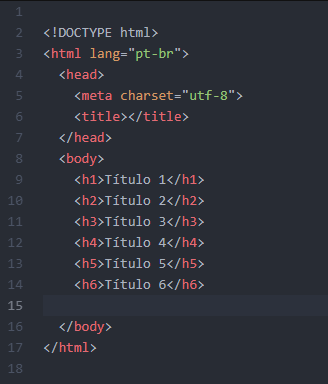 1
2 <!DOCTYPE html>
3 <html lang="pt-br">
4 <head>
5 <meta charset="utf-8">
6 <title></title>
7 </head>
8 <body>
9 <h1>Título 1</h1>
10 <h2>Título 2</h2>
11 <h3>Título 3</h3>
12 <h4>Título 4</h4>
13 <h5>Título 5</h5>
14 <h6>Título 6</h6>
15
16 </body>
17 </html>
18